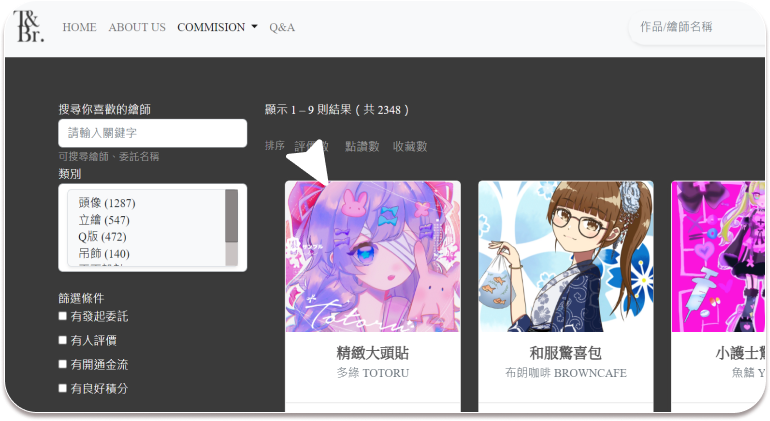 T&
Br.
HOME ABOUT US COMMISION Q&A
作品/繪師名稱
搜尋你喜歡的繪師
請輸入關鍵字
可搜尋繪師、委託名稱
類別
頭像 (1287)
立繪 (547)
Q版 (472)
吊飾 (140)
篩選條件
有發起委託
有人評價
有開通金流
有良好積分
顯示 1 – 9 則結果 ( 共 2348 )
排序 評價數 點讚數 收藏數
TOTORU
精緻大頭貼
多綠 TOTORU
和服驚喜包
布朗咖啡 BROWNCAFE
小護士
魚鰭 Y